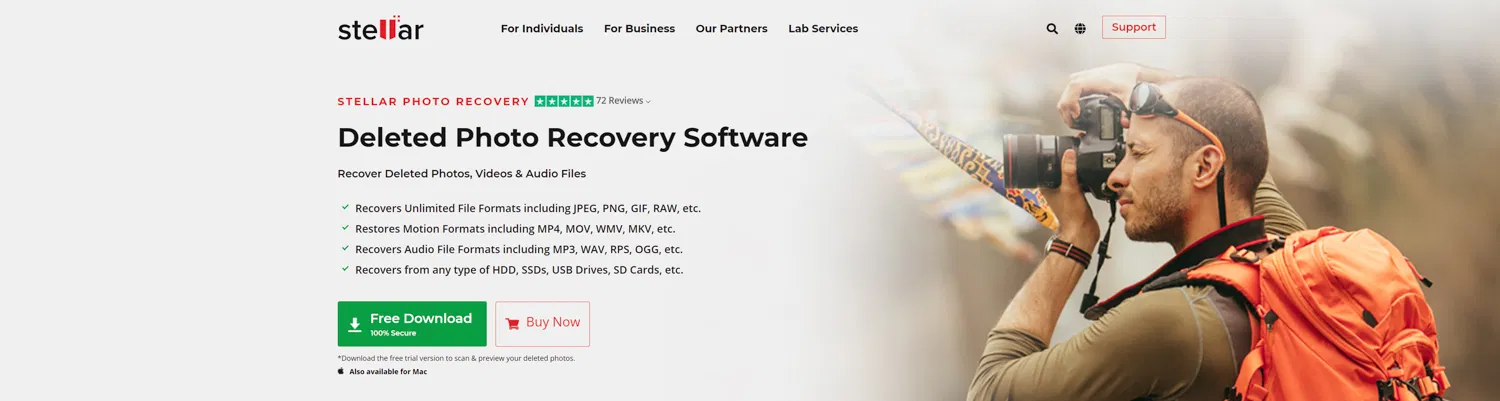 stellar
For Individuals For Business Our Partners Lab Services
Support
STELLAR PHOTO RECOVERY 72 Reviews
Deleted Photo Recovery Software
Recover Deleted Photos, Videos & Audio Files
Recovers Unlimited File Formats including JPEG, PNG, GIF, RAW, etc.
Restores Motion Formats including MP4, MOV, WMV, MKV, etc.
Recovers Audio File Formats including MP3, WAV, RPS, OGG, etc.
Recovers from any type of HDD, SSDs, USB Drives, SD Cards, etc.
Free Download
100% Secure
Buy Now
*Download the free trial version to scan & preview your deleted photos.
Also available for Mac